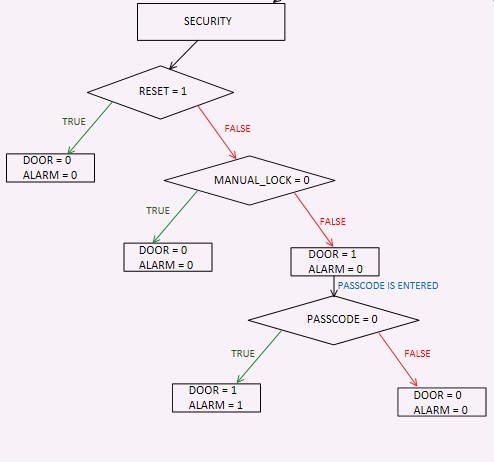 SECURITY
RESET = 1
TRUE
FALSE
DOOR = 0
ALARM = 0
MANUAL_LOCK = 0
TRUE
FALSE
DOOR = 0
ALARM = 0
DOOR = 1
ALARM = 0
PASSCODE IS ENTERED
PASSCODE = 0
TRUE
FALSE
DOOR = 1
ALARM = 1
DOOR = 0
ALARM = 0